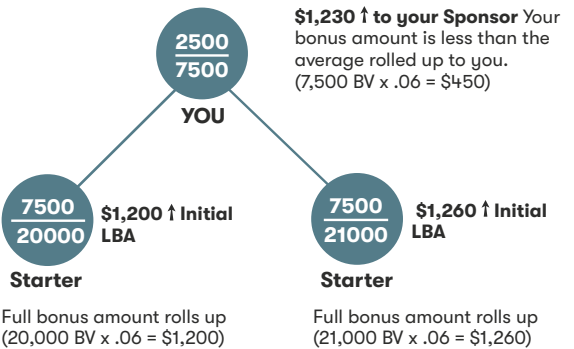 2500
7500
YOU
$1,230 ↑ to your Sponsor Your
bonus amount is less than the
average rolled up to you.
(7,500 BV x .06 = $450)
7500
20000
$1,200 ↑ Initial
LBA
Starter
Full bonus amount rolls up
(20,000 BV x .06 = $1,200)
7500
21000
$1,260 ↑ Initial
LBA
Starter
Full bonus amount rolls up
(21,000 BV x .06 = $1,260)